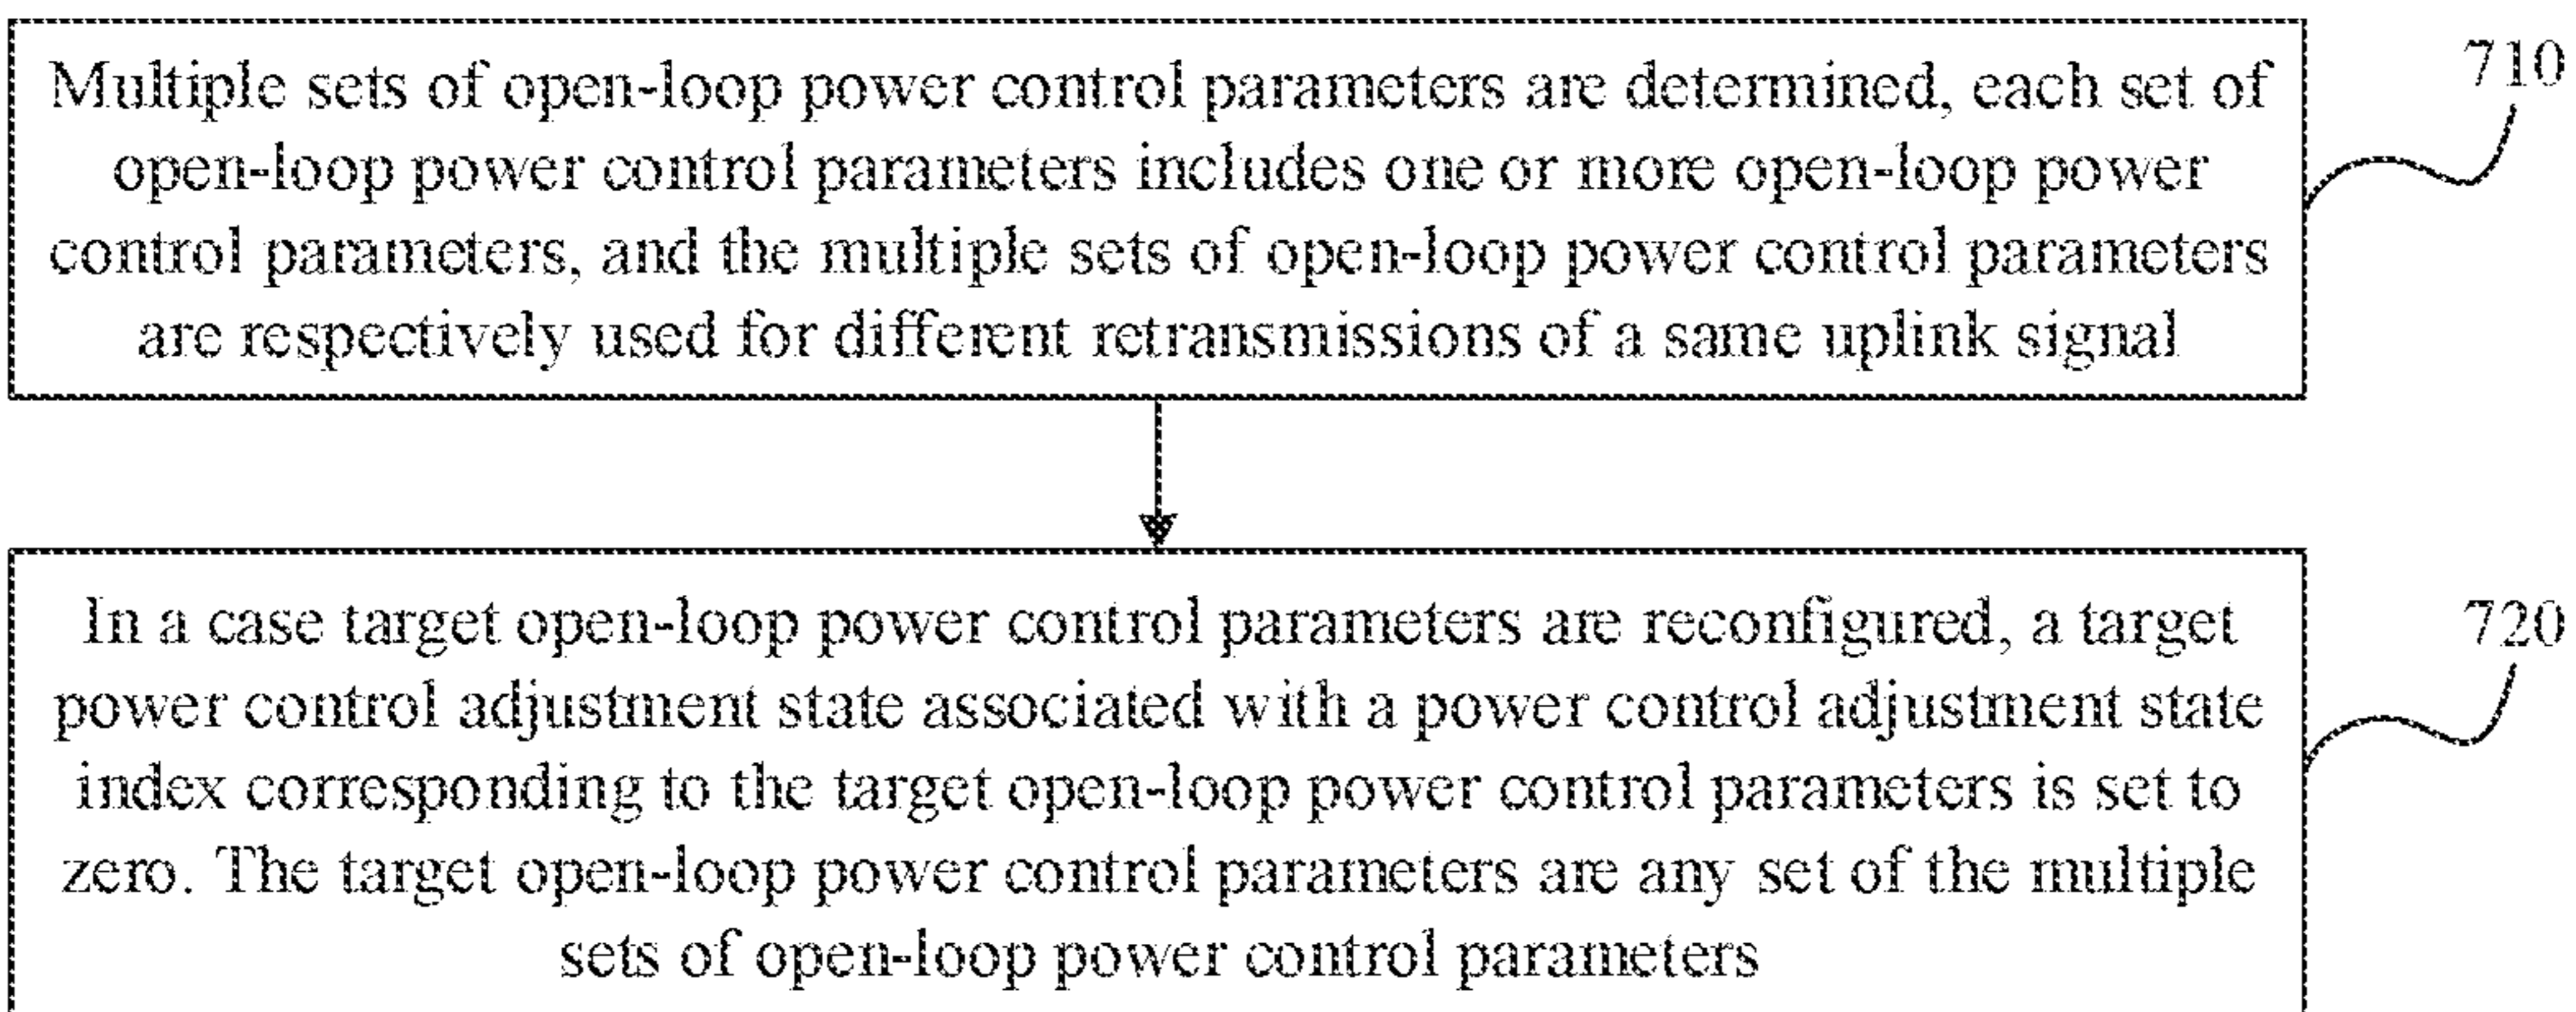 Multiple sets of open-loop power control parameters are determined, each set of
open-loop power control parameters includes one or more open-loop power
control parameters, and the multiple sets of open-loop power control parameters
are respectively used for different retransmissions of a same uplink signal
710
In a case target open-loop power control parameters are reconfigured, a target
power control adjustment state associated with a power control adjustment state
index corresponding to the target open-loop power control parameters is set to
zero. The target open-loop power control parameters are any set of the multiple
sets of open-loop power control parameters
720